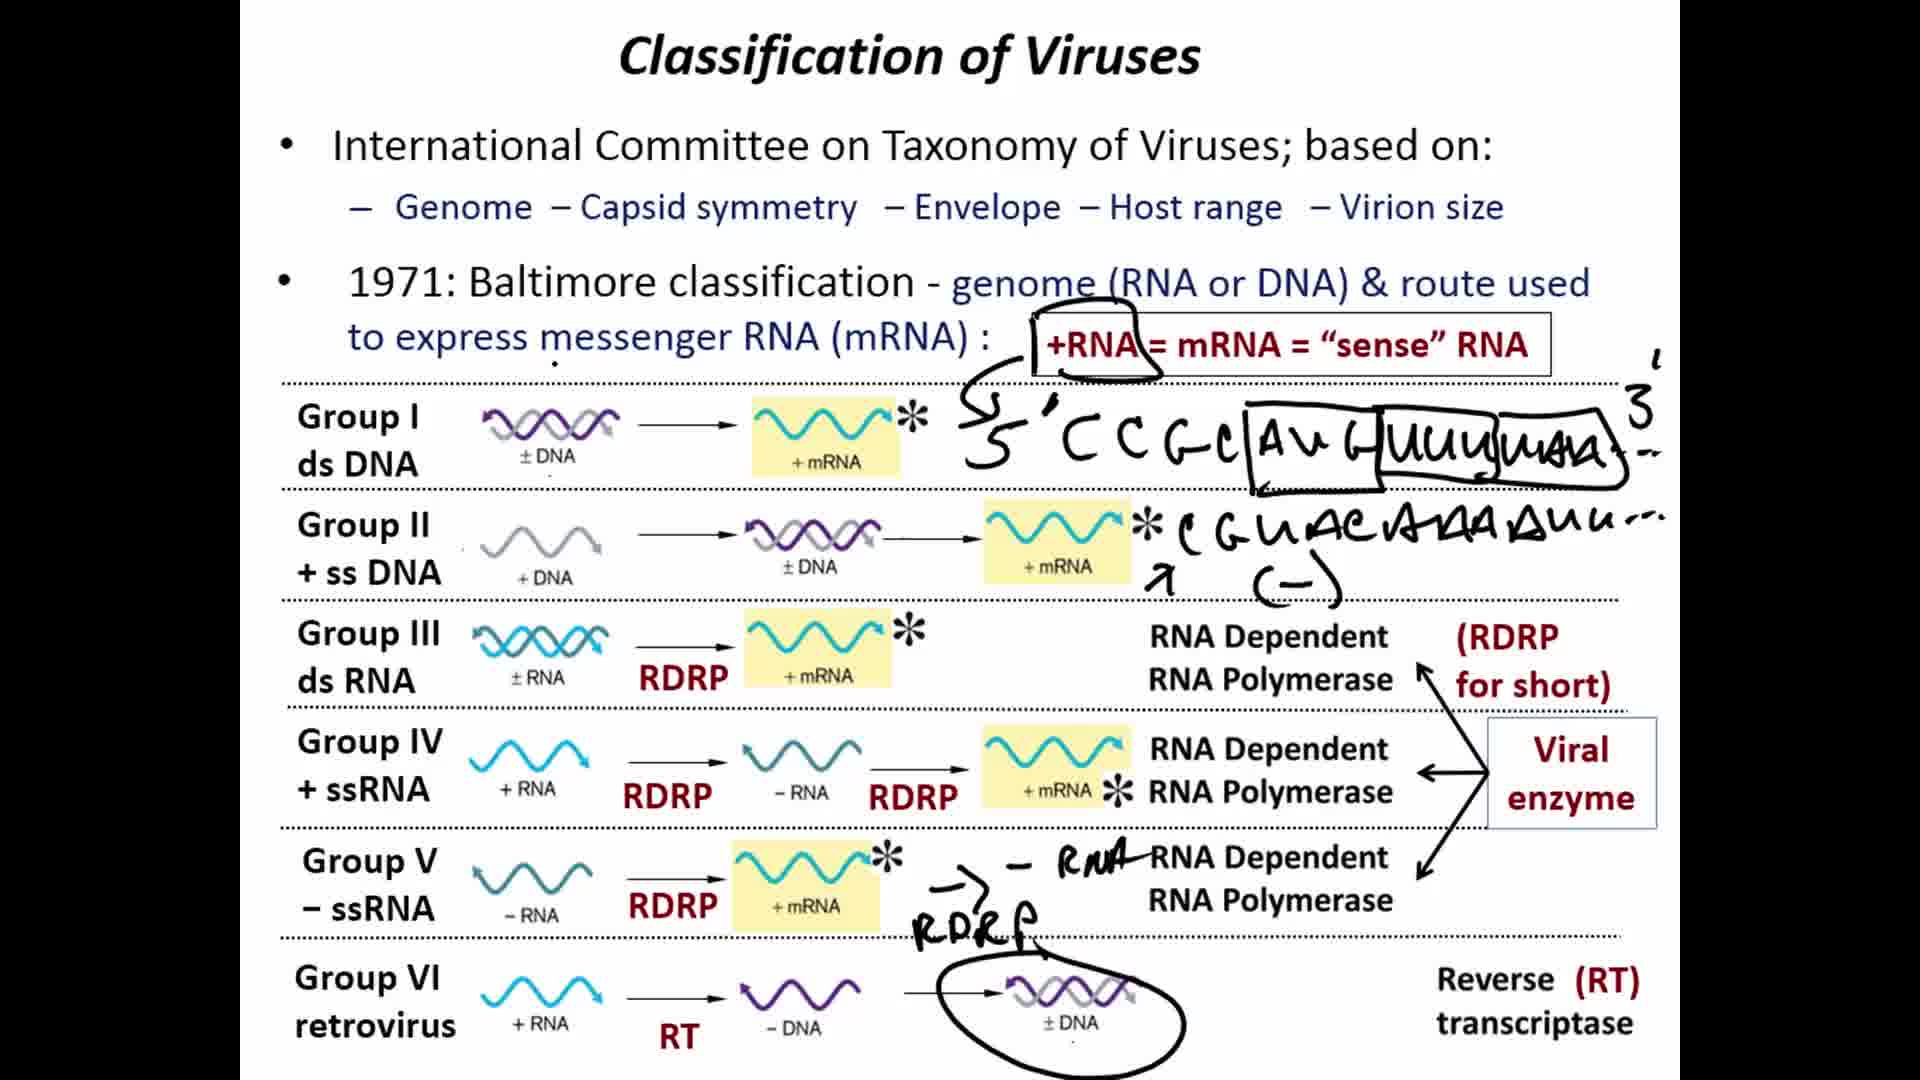 Classification of Viruses
• International Committee on Taxonomy of Viruses; based on:
– Genome – Capsid symmetry – Envelope – Host range – Virion size
• 1971: Baltimore classification - genome (RNA or DNA) & route used
to express messenger RNA (mRNA) :
+RNA = mRNA = “sense” RNA
Group I
ds DNA
± DNA
+ mRNA *
5' CCGCAUGUUUUAA... 3'
Group II
+ ss DNA
+ DNA
± DNA
+ mRNA *
CGUACAAAAUU...
(-)
Group III
ds RNA
± RNA
RDRP
+ mRNA *
RNA Dependent
RNA Polymerase
(RDRP
for short)
Group IV
+ ssRNA
+ RNA
RDRP
– RNA
RDRP
+ mRNA *
RNA Dependent
RNA Polymerase
Viral
enzyme
Group V
– ssRNA
– RNA
RDRP
+ mRNA *
→ - RNA
RDRP
RNA Dependent
RNA Polymerase
Group VI
retrovirus
+ RNA
RT
– DNA
± DNA
Reverse (RT)
transcriptase